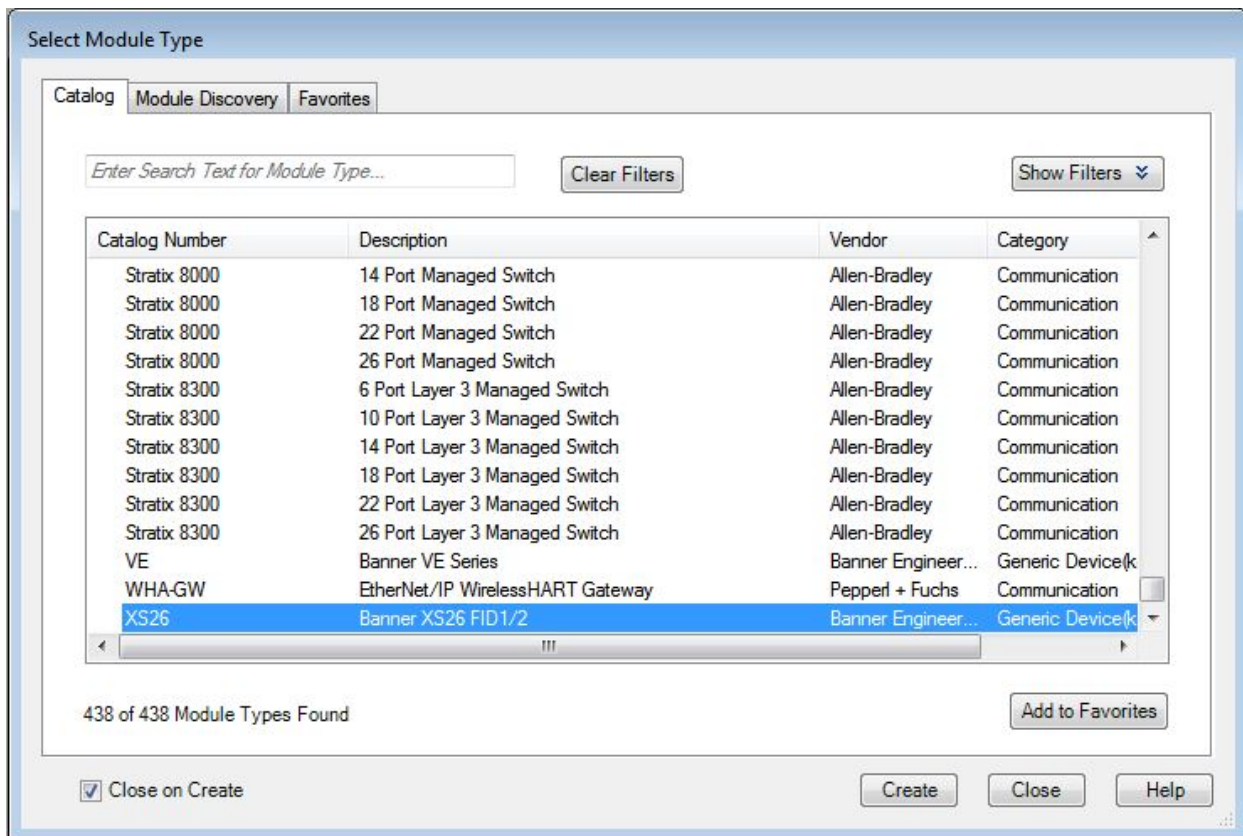 Select Module Type
Catalog Module Discovery Favorites
Enter Search Text for Module Type... Clear Filters Show Filters
Catalog Number Description Vendor Category
Stratix 8000 14 Port Managed Switch Allen-Bradley Communication
Stratix 8000 18 Port Managed Switch Allen-Bradley Communication
Stratix 8000 22 Port Managed Switch Allen-Bradley Communication
Stratix 8000 26 Port Managed Switch Allen-Bradley Communication
Stratix 8300 6 Port Layer 3 Managed Switch Allen-Bradley Communication
Stratix 8300 10 Port Layer 3 Managed Switch Allen-Bradley Communication
Stratix 8300 14 Port Layer 3 Managed Switch Allen-Bradley Communication
Stratix 8300 18 Port Layer 3 Managed Switch Allen-Bradley Communication
Stratix 8300 22 Port Layer 3 Managed Switch Allen-Bradley Communication
Stratix 8300 26 Port Layer 3 Managed Switch Allen-Bradley Communication
VE Banner VE Series Banner Engineer... Generic Device(k
WHA-GW EtherNet/IP WirelessHART Gateway Pepperl + Fuchs Communication
XS26 Banner XS26 FID1/2 Banner Engineer... Generic Device(k
438 of 438 Module Types Found Add to Favorites
Close on Create Create Close Help